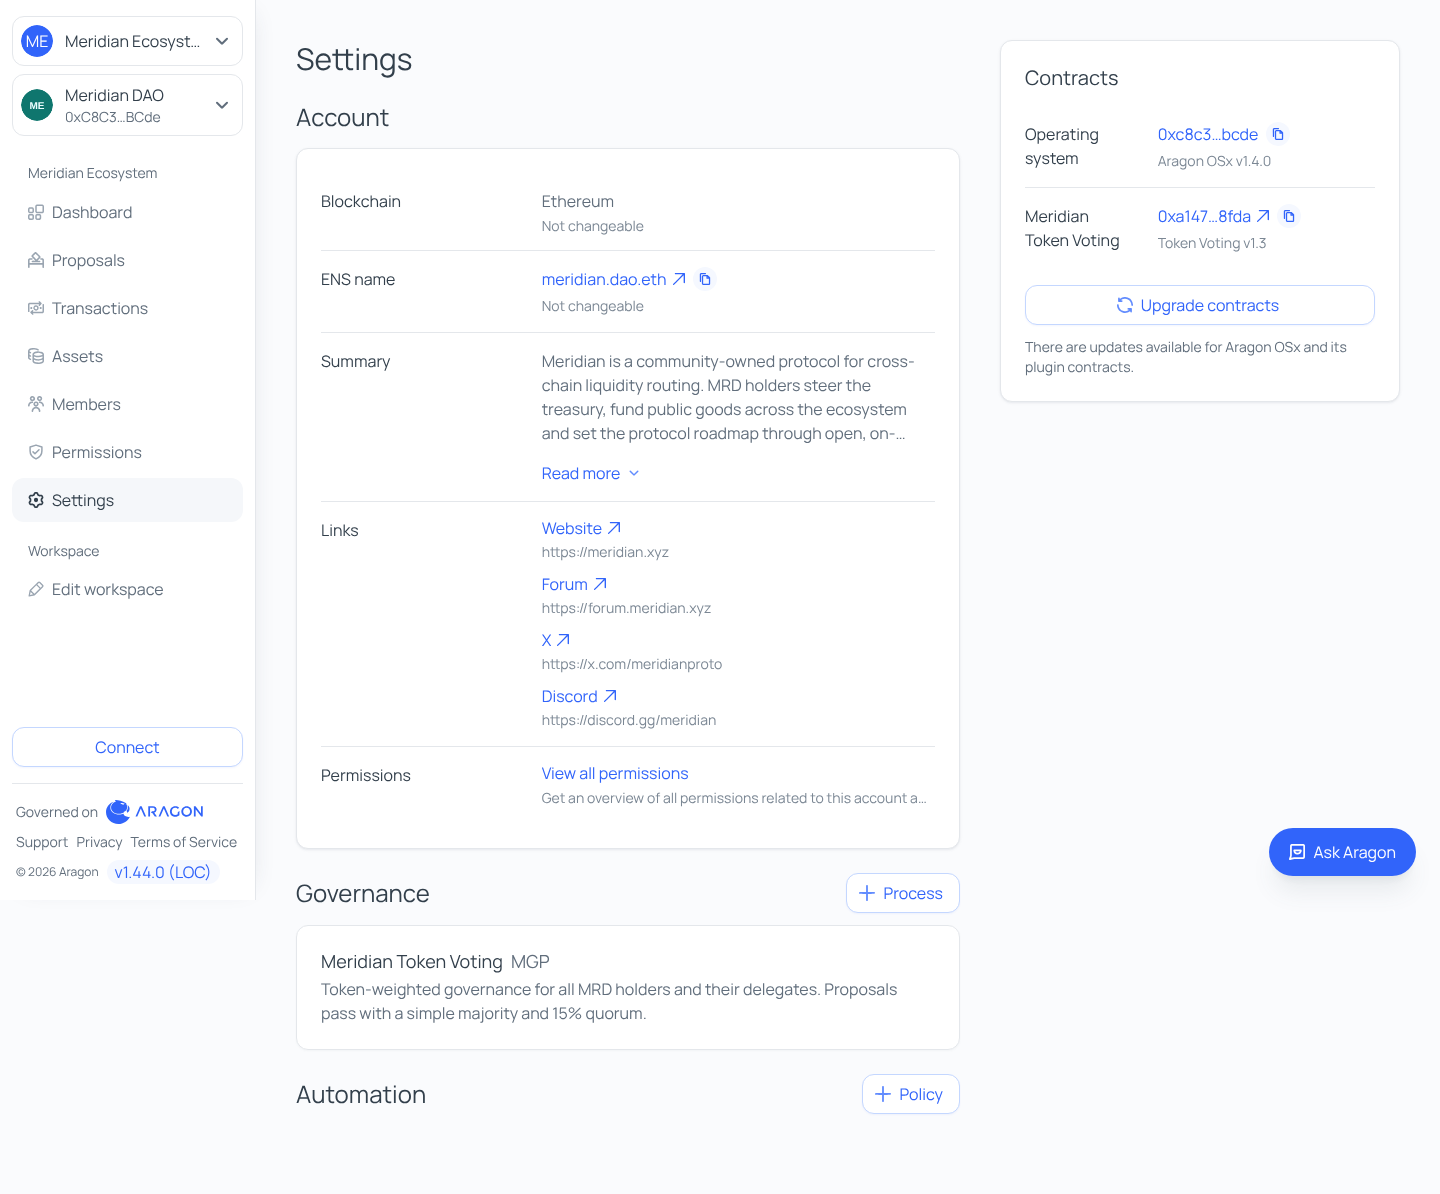 ME Meridian Ecosyst...
ME Meridian DAO
0xC8C3...BCde
Meridian Ecosystem
Dashboard
Proposals
Transactions
Assets
Members
Permissions
Settings
Workspace
Edit workspace
Connect
Governed on ARAGON
Support Privacy Terms of Service
© 2026 Aragon v1.44.0 (LOC)
Settings
Account
Blockchain Ethereum
Not changeable
ENS name meridian.dao.eth
Not changeable
Summary Meridian is a community-owned protocol for cross-
chain liquidity routing. MRD holders steer the
treasury, fund public goods across the ecosystem
and set the protocol roadmap through open, on-...
Read more
Links Website
https://meridian.xyz
Forum
https://forum.meridian.xyz
X
https://x.com/meridianproto
Discord
https://discord.gg/meridian
Permissions View all permissions
Get an overview of all permissions related to this account a...
Governance
Process
Meridian Token Voting MGP
Token-weighted governance for all MRD holders and their delegates. Proposals
pass with a simple majority and 15% quorum.
Automation
Policy
Contracts
Operating
system
0xc8c3...bcde
Aragon OSx v1.4.0
Meridian
Token Voting
0xa147...8fda
Token Voting v1.3
Upgrade contracts
There are updates available for Aragon OSx and its
plugin contracts.
Ask Aragon